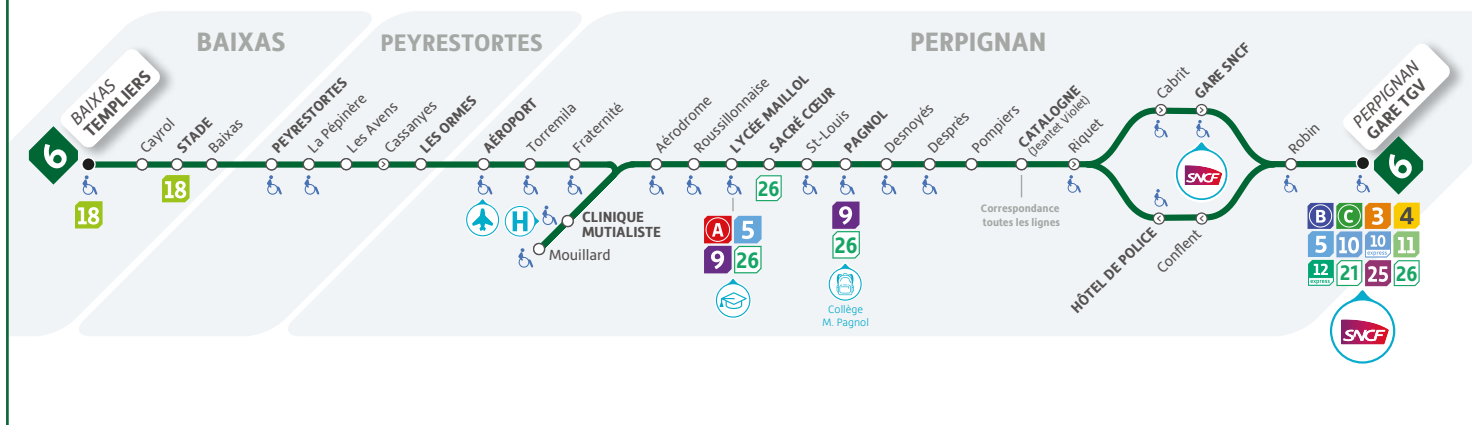 BAIXAS
PEYRESTORTES
PERPIGNAN
6
BAIXAS
TEMPLIERS
18
Cayrol
STADE
18
Baixas
PEYRESTORTES
La Pépinère
Les Avens
Cassanyes
LES ORMES
AÉROPORT
Torremila
Fraternité
H
CLINIQUE
MUTIALISTE
Mouillard
Aérodrome
Roussillonnaise
LYCÉE MAILLOL
A 5
9 26
SACRÉ CŒUR
26
St-Louis
PAGNOL
9
26
Collège
M. Pagnol
Desnoyés
Desprès
Pompiers
CATALOGNE
(Jeantet Violet)
Correspondance
toutes les lignes
Riquet
Cabrit
GARE SNCF
SNCF
HÔTEL DE POLICE
Conflent
Robin
PERPIGNAN
GARE TGV
6
B C 3 4
5 10 10 express 11
12 express 21 25 26
SNCF